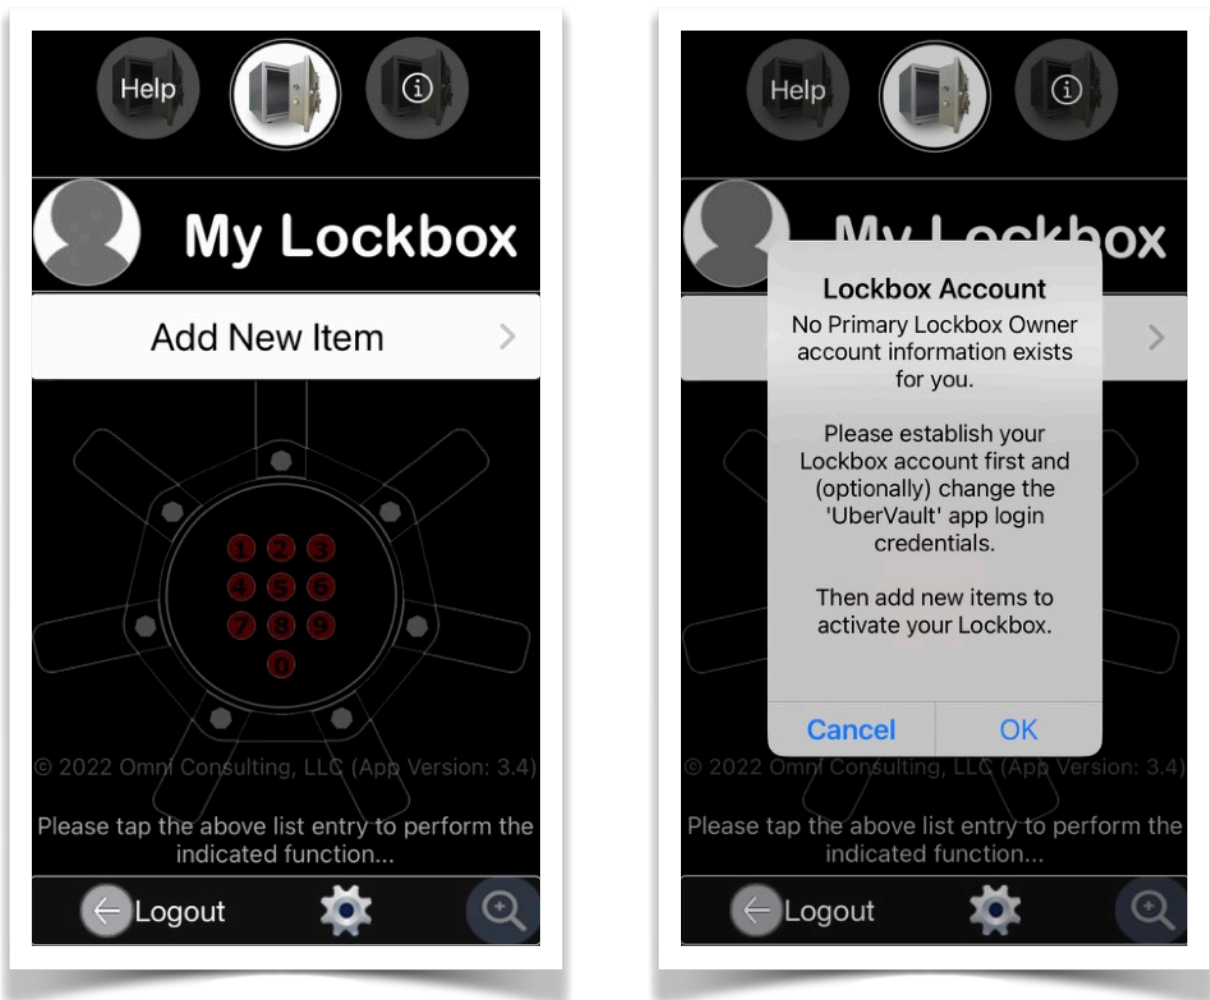 Help
My Lockbox
Add New Item
1 2 3
4 5 6
7 8 9
0
© 2022 Omni Consulting, LLC (App Version: 3.4)
Please tap the above list entry to perform the
indicated function...
Logout
Help
My Lockbox
Lockbox Account
No Primary Lockbox Owner
account information exists
for you.
Please establish your
Lockbox account first and
(optionally) change the
'UberVault' app login
credentials.
Then add new items to
activate your Lockbox.
Cancel
OK
© 2022 Omni Consulting, LLC (App Version: 3.4)
Please tap the above list entry to perform the
indicated function...
Logout